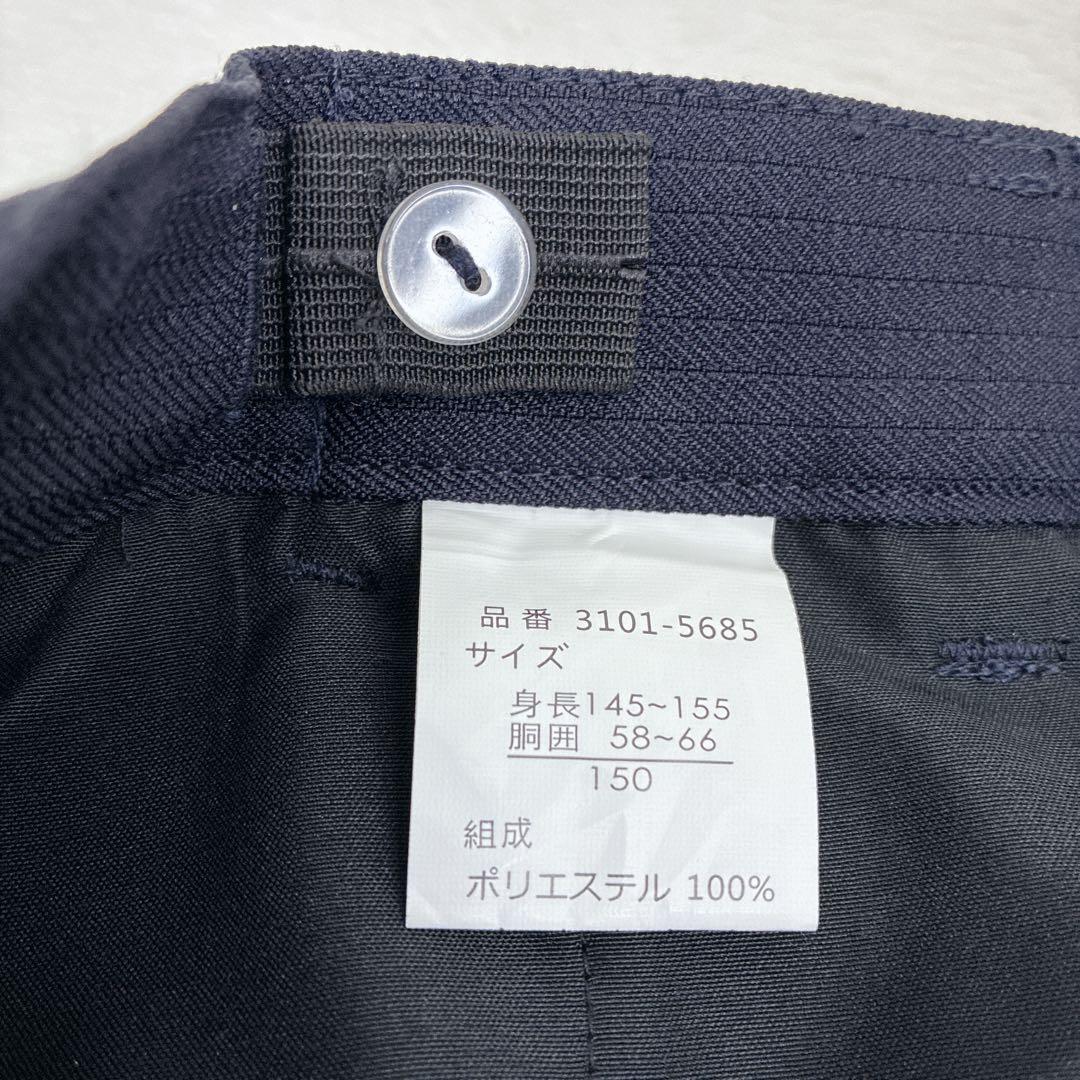 品番 3101-5685
サイズ
身長145~155
胴囲 58~66
150
組成
ポリエステル 100%